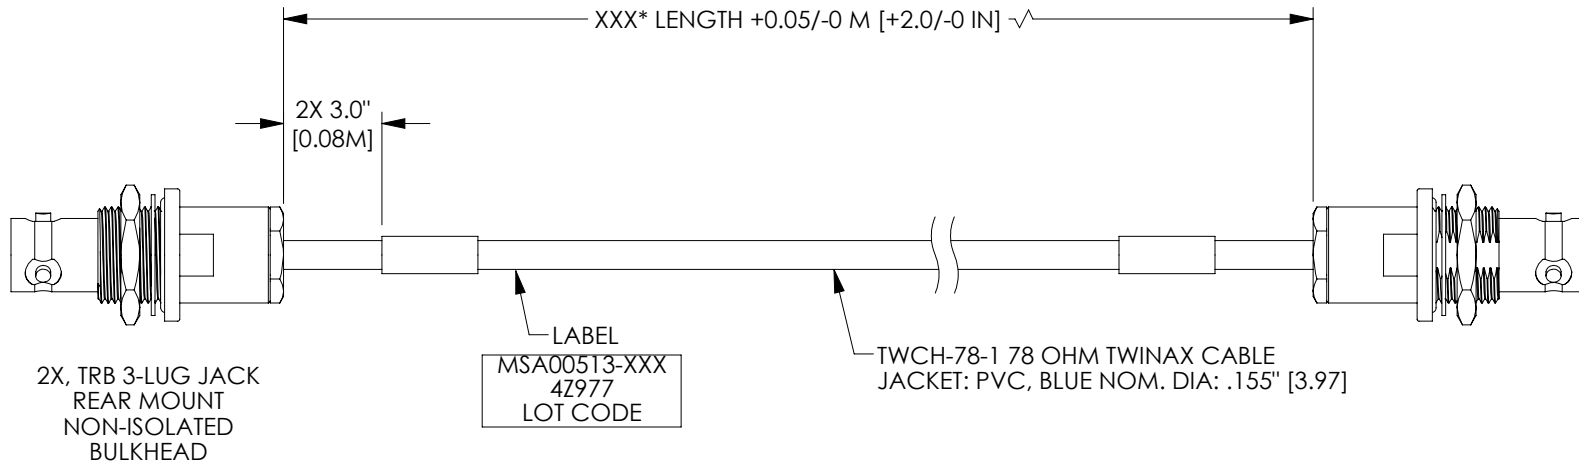 XXX* LENGTH +0.05/-0 M [+2.0/-0 IN]
2X 3.0"
[0.08M]
LABEL
MSA00513-XXX
4Z977
LOT CODE
TWCH-78-1 78 OHM TWINAX CABLE
JACKET: PVC, BLUE NOM. DIA: .155" [3.97]
2X, TRB 3-LUG JACK
REAR MOUNT
NON-ISOLATED
BULKHEAD